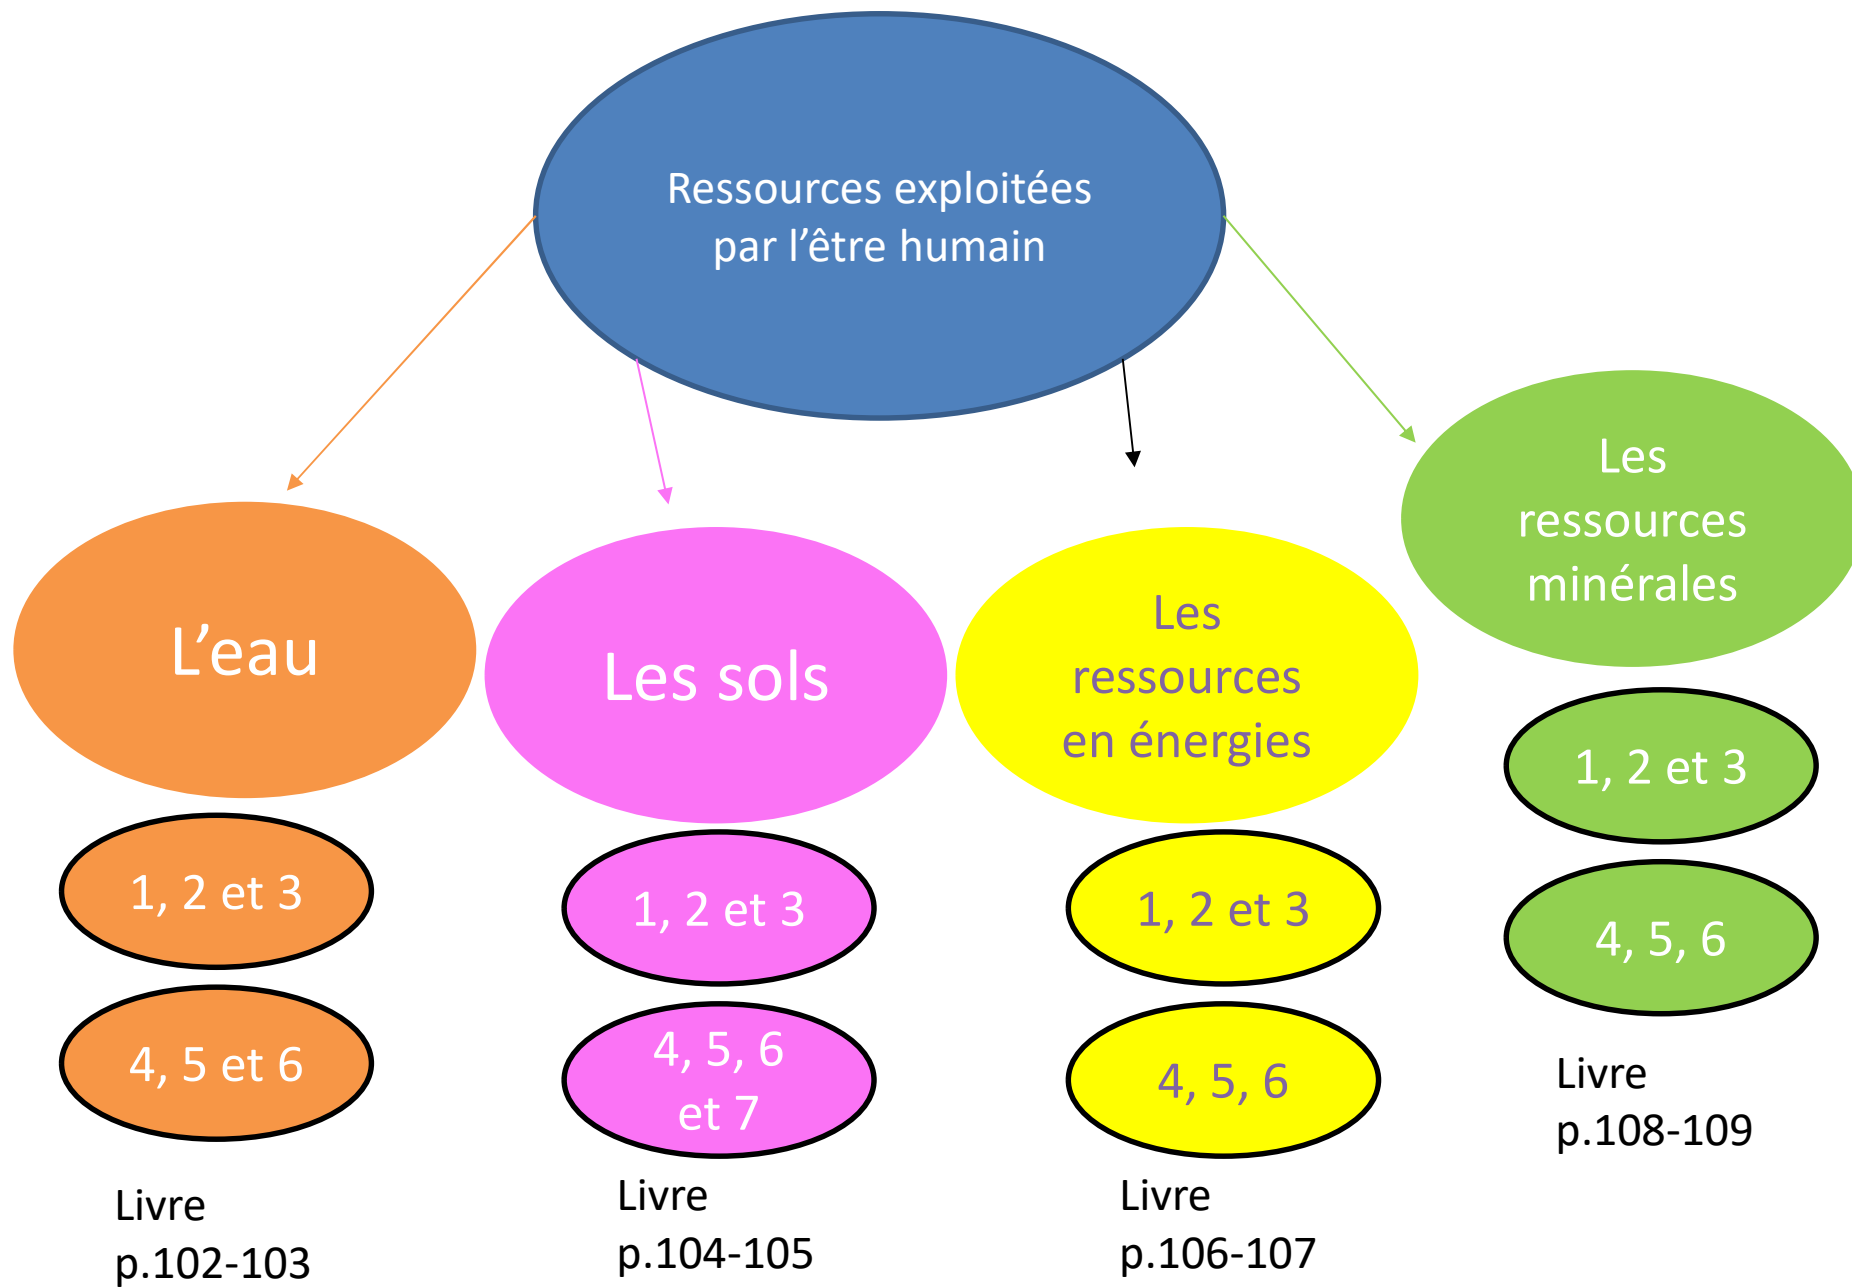 Ressources exploitées
par l'être humain
L'eau
1, 2 et 3
4, 5 et 6
Livre
p.102-103
Les sols
1, 2 et 3
4, 5, 6
et 7
Livre
p.104-105
Les
ressources
en énergies
1, 2 et 3
4, 5, 6
Livre
p.106-107
Les
ressources
minérales
1, 2 et 3
4, 5, 6
Livre
p.108-109